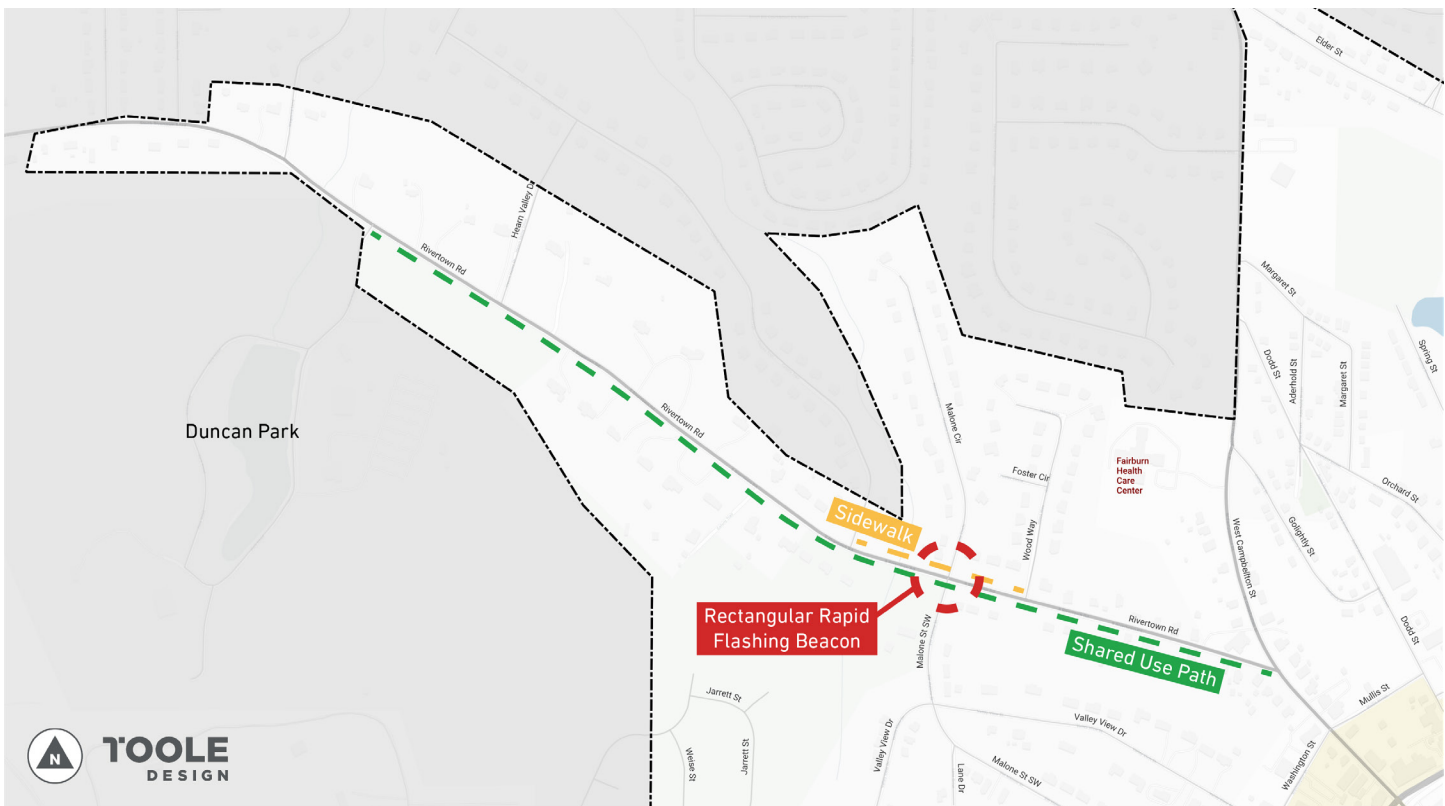 Elder St
Hearn Valley Dr
Rivertown Rd
Margaret St
Spring St
Dodd St
Aderhold St
Margaret St
Duncan Park
Rivertown Rd
Malone Cir
Foster Cir
Fairburn
Health
Care
Center
Orchard St
Sidewalk
Wood Way
West Campbellton St
Golightly St
Rectangular Rapid
Flashing Beacon
Rivertown Rd
Shared Use Path
Malone St SW
Dodd St
Mullis St
Jarrett St
Weise St
Jarrett St
Valley View Dr
Valley View Dr
Lane Dr
Malone St SW
Washington St
N
TOOLE
DESIGN